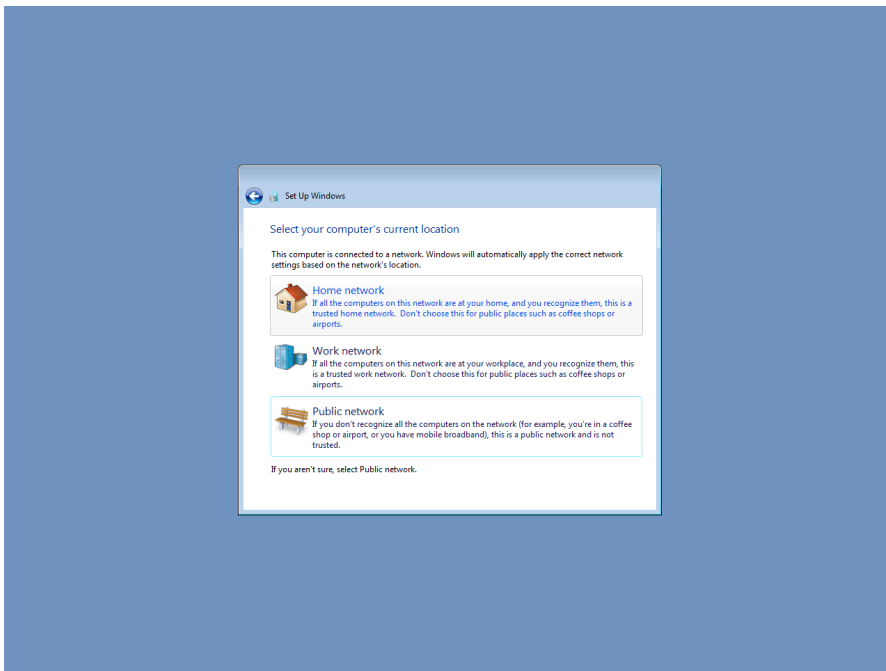 Set Up Windows
Select your computer's current location
This computer is connected to a network. Windows will automatically apply the correct network
settings based on the network's location.
Home network
If all the computers on this network are at your home, and you recognize them, this is a
trusted home network.  Don't choose this for public places such as coffee shops or
airports.
Work network
If all the computers on this network are at your workplace, and you recognize them, this
is a trusted work network.  Don't choose this for public places such as coffee shops or
airports.
Public network
If you don't recognize all the computers on the network (for example, you're in a coffee
shop or airport, or you have mobile broadband), this is a public network and is not
trusted.
If you aren't sure, select Public network.